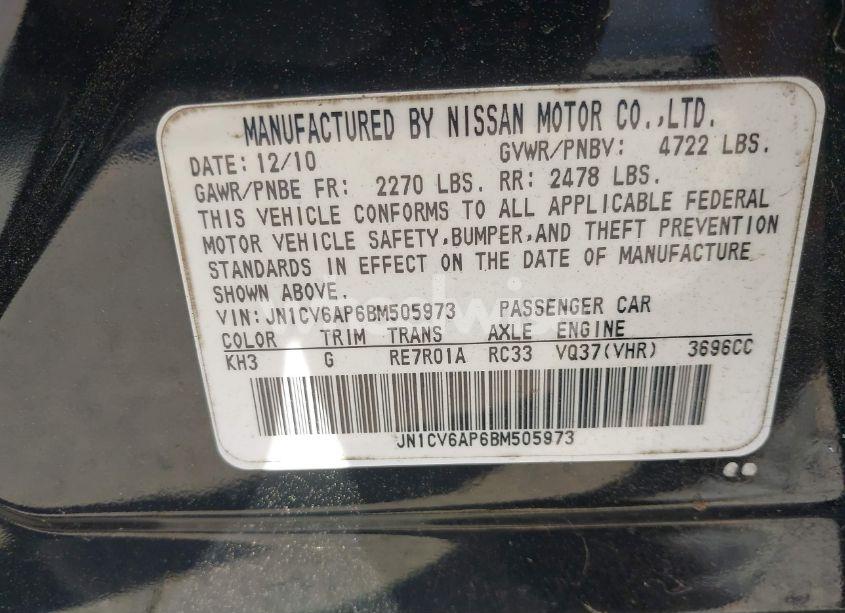 MANUFACTURED BY NISSAN MOTOR CO.,LTD.
DATE: 12/10 GVWR/PNBV: 4722 LBS.
GAWR/PNBE FR: 2270 LBS. RR: 2478 LBS.
THIS VEHICLE CONFORMS TO ALL APPLICABLE FEDERAL
MOTOR VEHICLE SAFETY,BUMPER,AND THEFT PREVENTION
STANDARDS IN EFFECT ON THE DATE OF MANUFACTURE
SHOWN ABOVE.
VIN:JN1CV6AP6BM505973 PASSENGER CAR
COLOR TRIM TRANS AXLE ENGINE
KH3 G RE7R01A RC33 VQ37(VHR) 3696CC
JN1CV6AP6BM505973